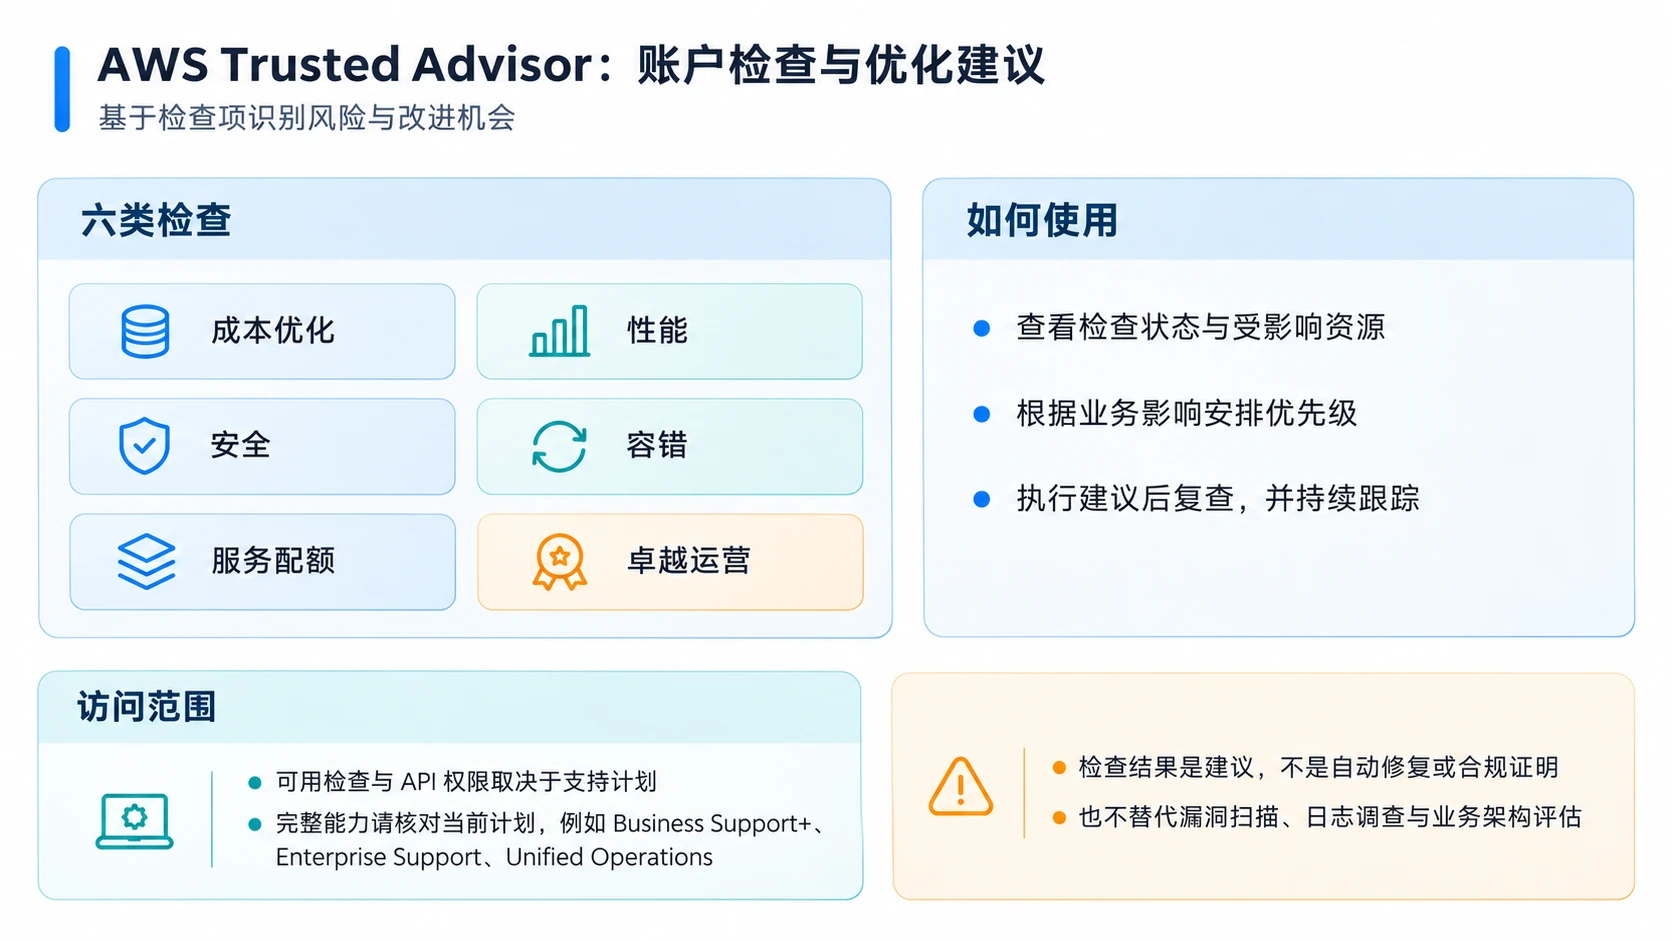 AWS Trusted Advisor：账户检查与优化建议
基于检查项识别风险与改进机会
六类检查
成本优化
性能
安全
容错
服务配额
卓越运营
如何使用
查看检查状态与受影响资源
根据业务影响安排优先级
执行建议后复查，并持续跟踪
访问范围
可用检查与 API 权限取决于支持计划
完整能力请核对当前计划，例如 Business Support+、
Enterprise Support、Unified Operations
检查结果是建议，不是自动修复或合规证明
也不替代漏洞扫描、日志调查与业务架构评估